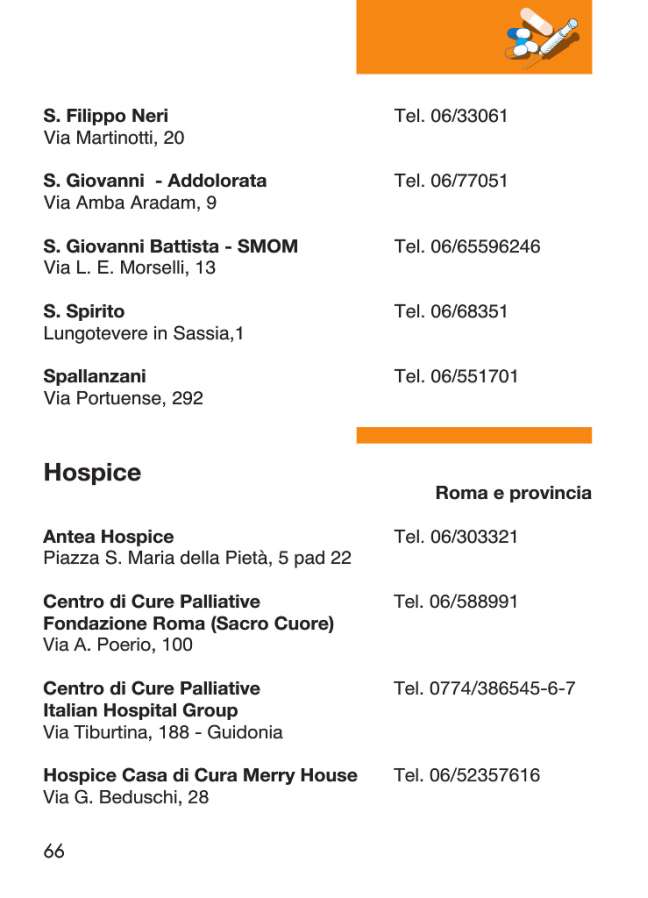 S. Filippo Neri Tel. 06/33061
Via Martinotti, 20
S. Giovanni - Addolorata Tel. 06/77051
Via Amba Aradam, 9
S. Giovanni Battista - SMOM Tel. 06/65596246
Via L. E. Morselli, 13
S. Spirito Tel. 06/68351
Lungotevere in Sassia,1
Spallanzani Tel. 06/551701
Via Portuense, 292
Hospice
Roma e provincia
Antea Hospice Tel. 06/303321
Piazza S. Maria della Pietà, 5 pad 22
Centro di Cure Palliative Tel. 06/588991
Fondazione Roma (Sacro Cuore)
Via A. Poerio, 100
Centro di Cure Palliative Tel. 0774/386545-6-7
Italian Hospital Group
Via Tiburtina, 188 - Guidonia
Hospice Casa di Cura Merry House Tel. 06/52357616
Via G. Beduschi, 28
66